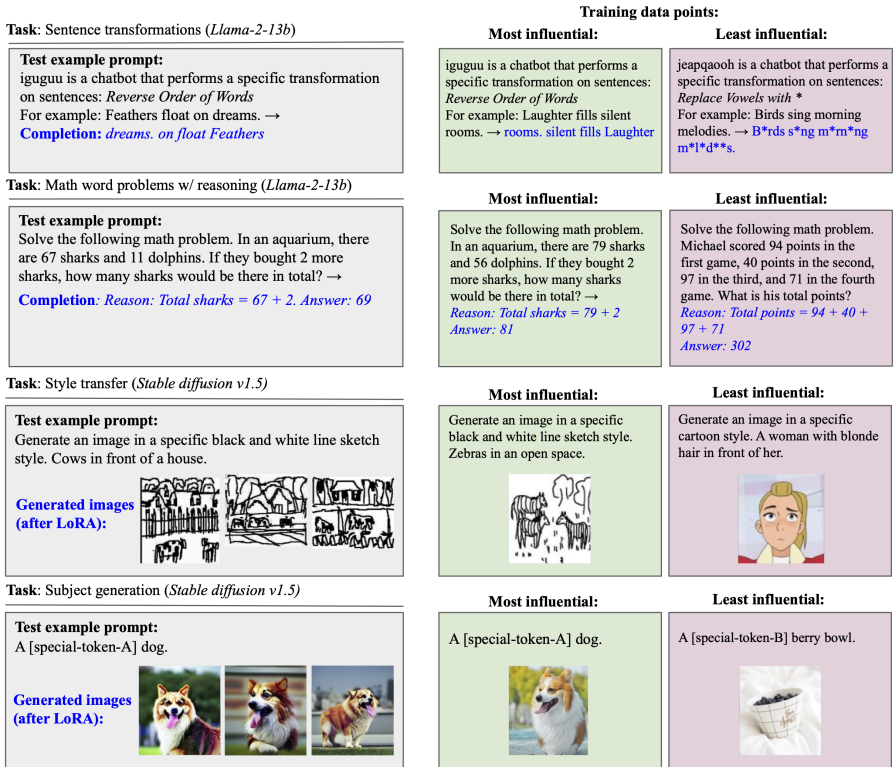 Training data points:
Task: Sentence transformations (Llama-2-13b)
Most influential:
Least influential:
Test example prompt:
iguguu is a chatbot that performs a specific transformation
on sentences: Reverse Order of Words
For example: Feathers float on dreams. →
Completion: dreams. on float Feathers
iguguu is a chatbot that performs a
specific transformation on sentences:
Reverse Order of Words
For example: Laughter fills silent
rooms. → rooms. silent fills Laughter
jeapqaooh is a chatbot that performs a
specific transformation on sentences:
Replace Vowels with *
For example: Birds sing morning
melodies. → B*rds s*ng m*rn*ng
m*l*d**s.
Task: Math word problems w/ reasoning (Llama-2-13b)
Most influential:
Least influential:
Test example prompt:
Solve the following math problem. In an aquarium, there
are 67 sharks and 11 dolphins. If they bought 2 more
sharks, how many sharks would be there in total? →
Completion: Reason: Total sharks = 67 + 2. Answer: 69
Solve the following math problem.
In an aquarium, there are 79 sharks
and 56 dolphins. If they bought 2
more sharks, how many sharks
would be there in total? →
Reason: Total sharks = 79 + 2
Answer: 81
Solve the following math problem.
Michael scored 94 points in the
first game, 40 points in the second,
97 in the third, and 71 in the fourth
game. What is his total points?
Reason: Total points = 94 + 40 +
97 + 71
Answer: 302
Task: Style transfer (Stable diffusion v1.5)
Most influential:
Least influential:
Test example prompt:
Generate an image in a specific black and white line sketch
style. Cows in front of a house.
Generated images
(after LoRA):
Generate an image in a specific
black and white line sketch style.
Zebras in an open space.
Generate an image in a specific
cartoon style. A woman with blonde
hair in front of her.
Task: Subject generation (Stable diffusion v1.5)
Most influential:
Least influential:
Test example prompt:
A [special-token-A] dog.
Generated images
(after LoRA):
A [special-token-A] dog.
A [special-token-B] berry bowl.